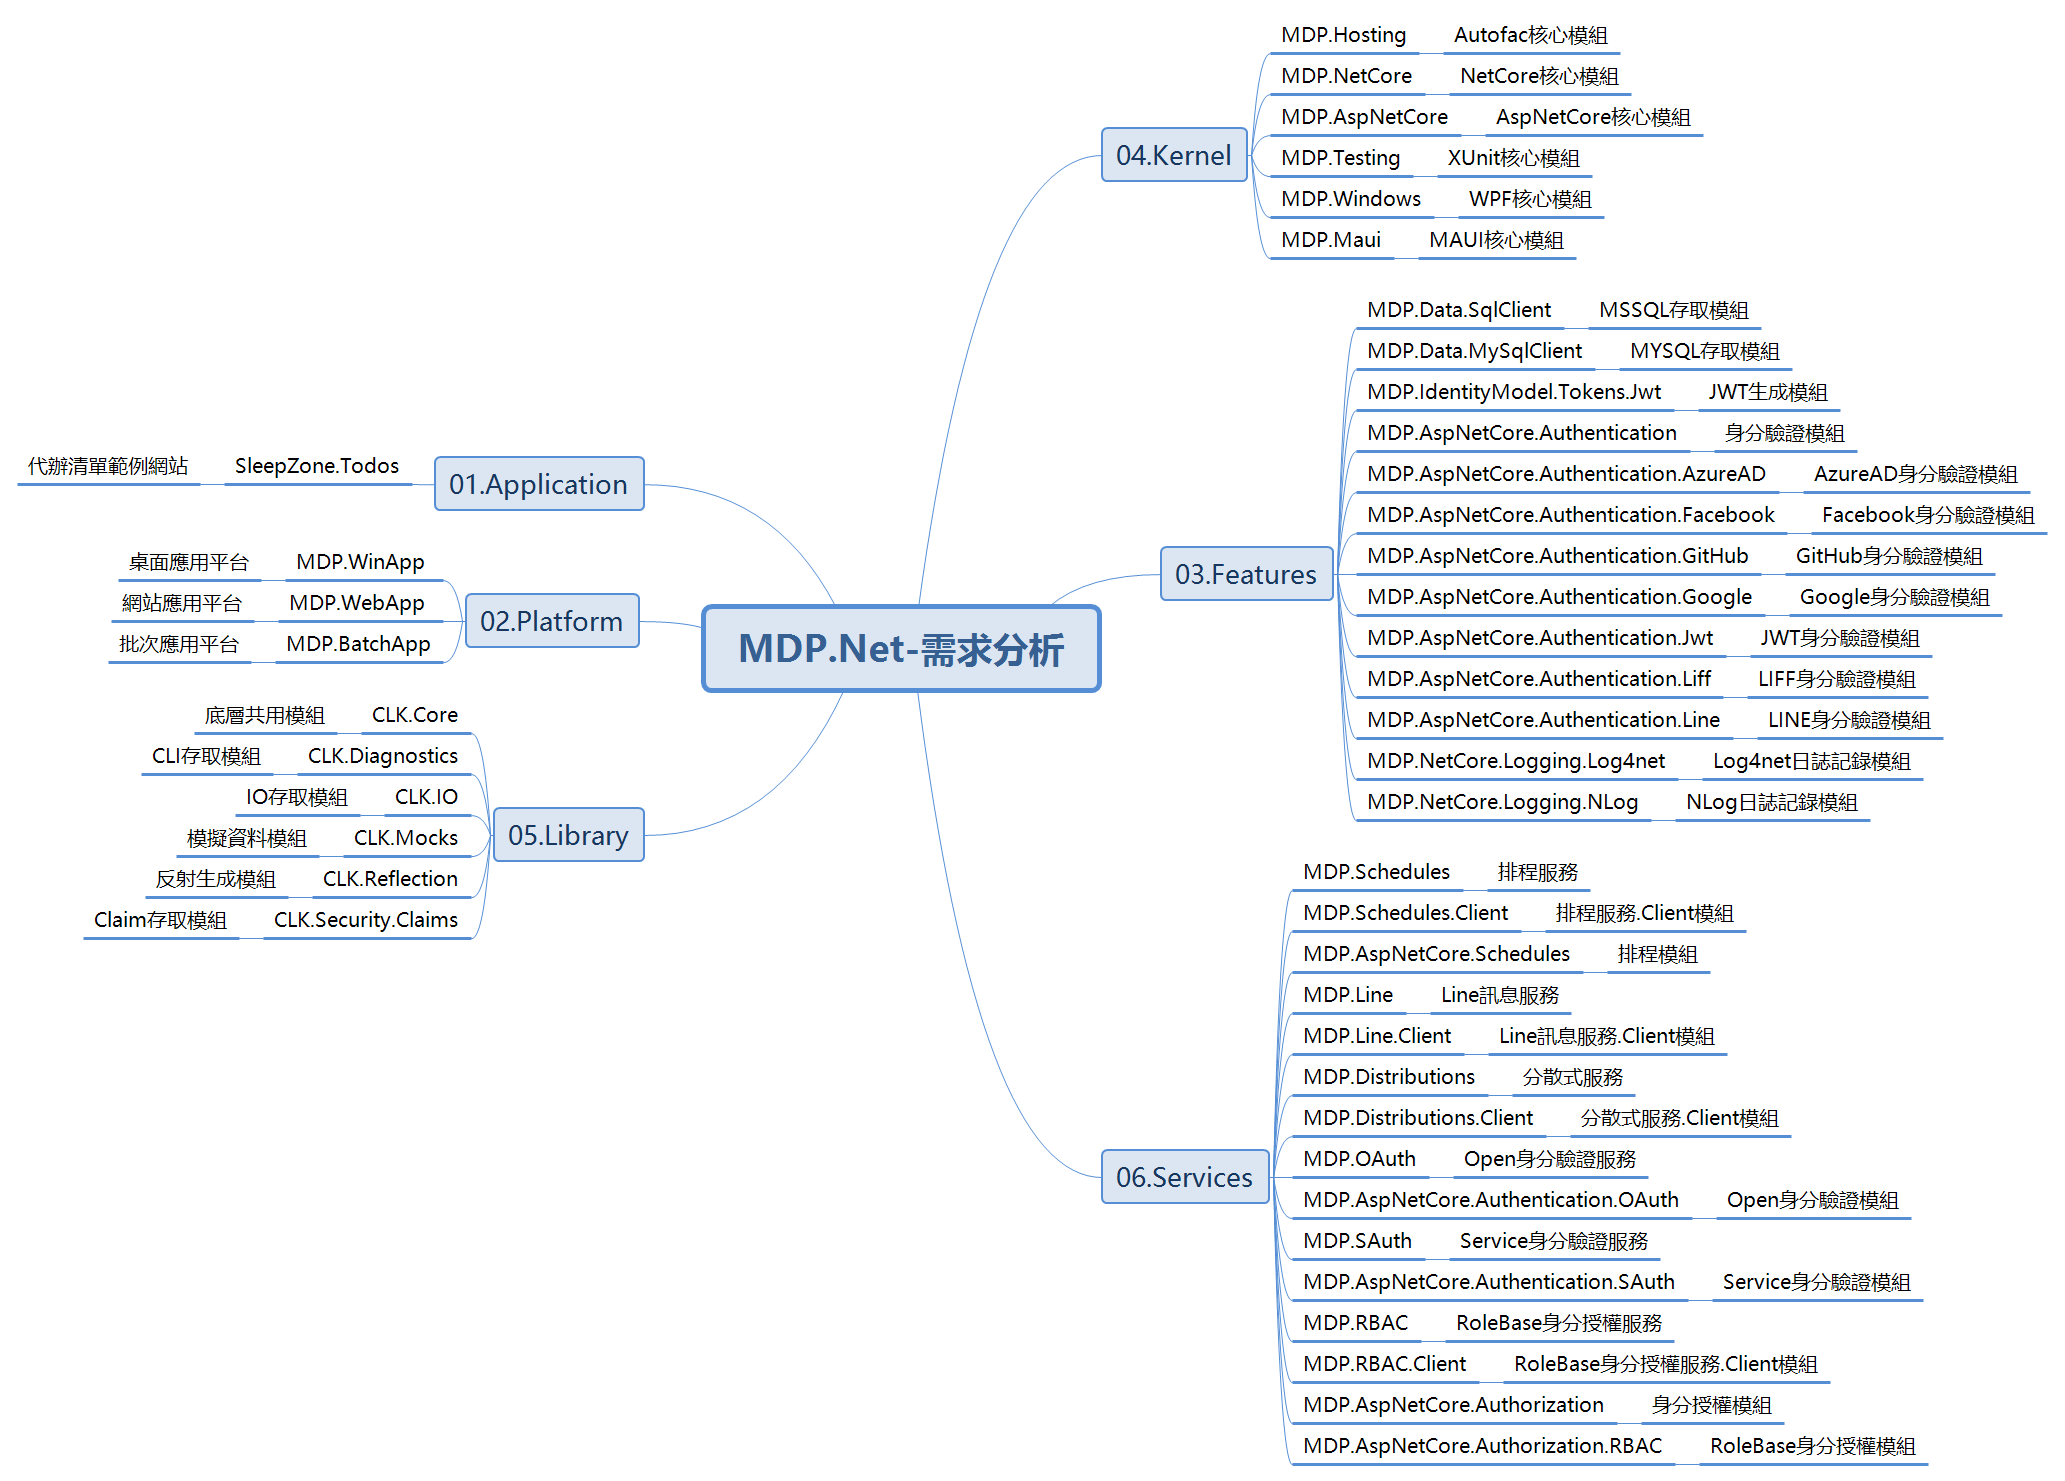 MDP.Net-需求分析
01.Application
SleepZone.Todos
代辦清單範例網站
02.Platform
MDP.WinApp
桌面應用平台
MDP.WebApp
網站應用平台
MDP.BatchApp
批次應用平台
03.Features
MDP.Data.SqlClient
MSSQL存取模組
MDP.Data.MySqlClient
MYSQL存取模組
MDP.IdentityModel.Tokens.Jwt
JWT生成模組
MDP.AspNetCore.Authentication
身分驗證模組
MDP.AspNetCore.Authentication.AzureAD
AzureAD身分驗證模組
MDP.AspNetCore.Authentication.Facebook
Facebook身分驗證模組
MDP.AspNetCore.Authentication.GitHub
GitHub身分驗證模組
MDP.AspNetCore.Authentication.Google
Google身分驗證模組
MDP.AspNetCore.Authentication.Jwt
JWT身分驗證模組
MDP.AspNetCore.Authentication.Liff
LIFF身分驗證模組
MDP.AspNetCore.Authentication.Line
LINE身分驗證模組
MDP.NetCore.Logging.Log4net
Log4net日誌記錄模組
MDP.NetCore.Logging.NLog
NLog日誌記錄模組
04.Kernel
MDP.Hosting
Autofac核心模組
MDP.NetCore
NetCore核心模組
MDP.AspNetCore
AspNetCore核心模組
MDP.Testing
XUnit核心模組
MDP.Windows
WPF核心模組
MDP.Maui
MAUI核心模組
05.Library
CLK.Core
底層共用模組
CLK.Diagnostics
CLI存取模組
CLK.IO
IO存取模組
CLK.Mocks
模擬資料模組
CLK.Reflection
反射生成模組
CLK.Security.Claims
Claim存取模組
06.Services
MDP.Schedules
排程服務
MDP.Schedules.Client
排程服務.Client模組
MDP.AspNetCore.Schedules
排程模組
MDP.Line
Line訊息服務
MDP.Line.Client
Line訊息服務.Client模組
MDP.Distributions
分散式服務
MDP.Distributions.Client
分散式服務.Client模組
MDP.OAuth
Open身分驗證服務
MDP.AspNetCore.Authentication.OAuth
Open身分驗證模組
MDP.SAuth
Service身分驗證服務
MDP.AspNetCore.Authentication.SAuth
Service身分驗證模組
MDP.RBAC
RoleBase身分授權服務
MDP.RBAC.Client
RoleBase身分授權服務.Client模組
MDP.AspNetCore.Authorization
身分授權模組
MDP.AspNetCore.Authorization.RBAC
RoleBase身分授權模組